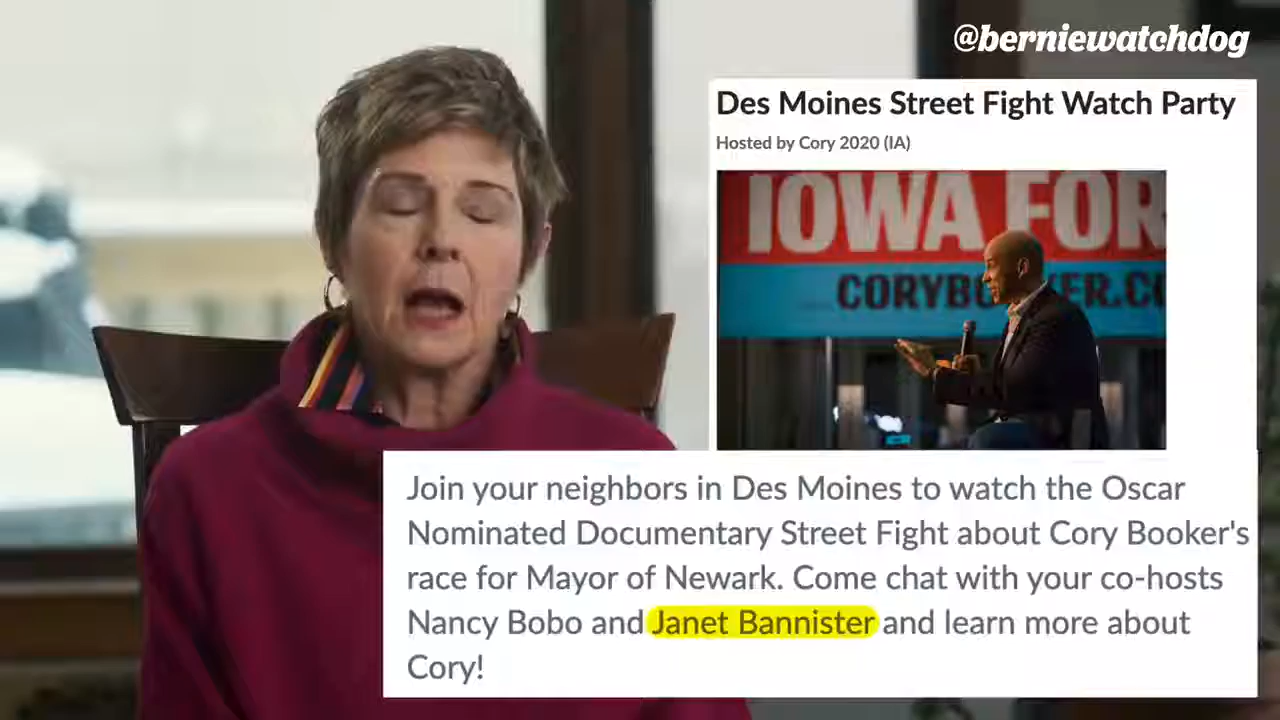 @berniewatchdog
Des Moines Street Fight Watch Party
Hosted by Cory 2020 (IA)
IOWA FOR
CORYBOOKER.CO
Join your neighbors in Des Moines to watch the Oscar
Nominated Documentary Street Fight about Cory Booker's
race for Mayor of Newark. Come chat with your co-hosts
Nancy Bobo and Janet Bannister and learn more about
Cory!